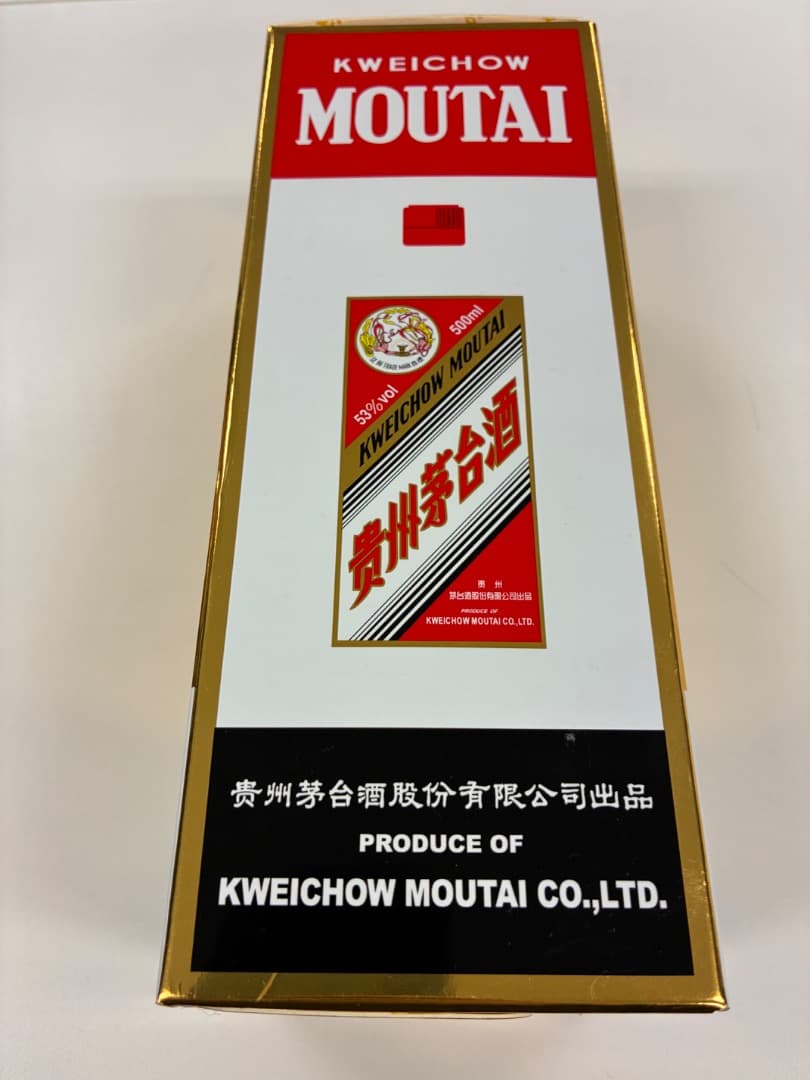 KWEICHOW
MOUTAI
500ml
53%vol
KWEICHOW MOUTAI
贵州茅台酒
贵 州
茅台酒股份有限公司出品
PRODUCE OF
KWEICHOW MOUTAI CO.,LTD.
贵州茅台酒股份有限公司出品
PRODUCE OF
KWEICHOW MOUTAI CO.,LTD.